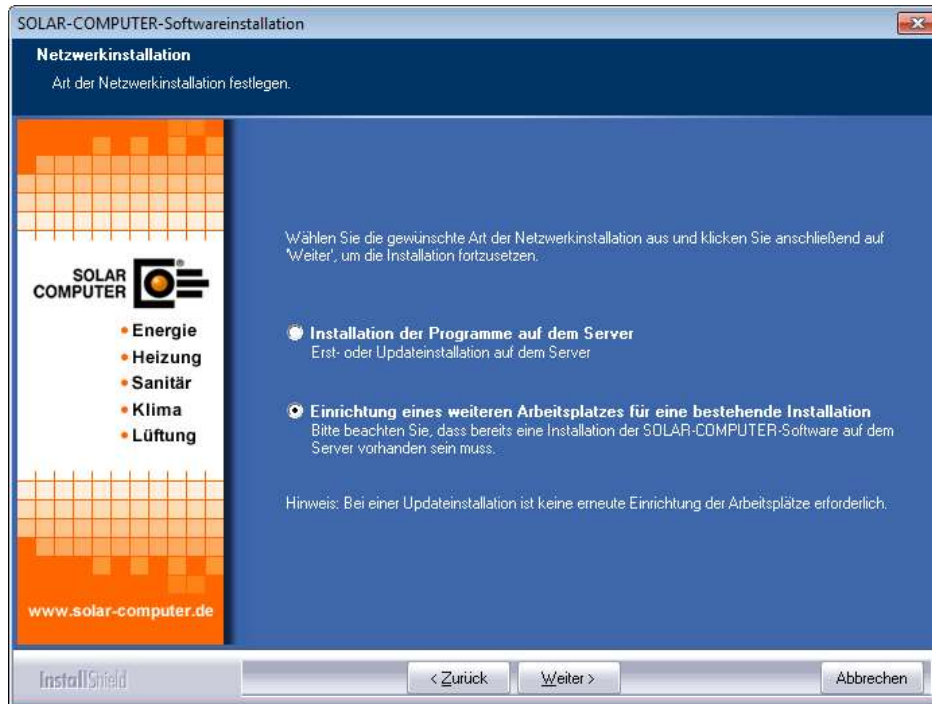 SOLAR-COMPUTER-Softwareinstallation
Netzwerkinstallation
Art der Netzwerkinstallation festlegen.
SOLAR
COMPUTER
• Energie
• Heizung
• Sanitär
• Klima
• Lüftung
www.solar-computer.de
Wählen Sie die gewünschte Art der Netzwerkinstallation aus und klicken Sie anschließend auf
'Weiter', um die Installation fortzusetzen.
Installation der Programme auf dem Server
Erst- oder Updateinstallation auf dem Server
Einrichtung eines weiteren Arbeitsplatzes für eine bestehende Installation
Bitte beachten Sie, dass bereits eine Installation der SOLAR-COMPUTER-Software auf dem
Server vorhanden sein muss.
Hinweis: Bei einer Updateinstallation ist keine erneute Einrichtung der Arbeitsplätze erforderlich.
InstallShield
< Zurück
Weiter >
Abbrechen